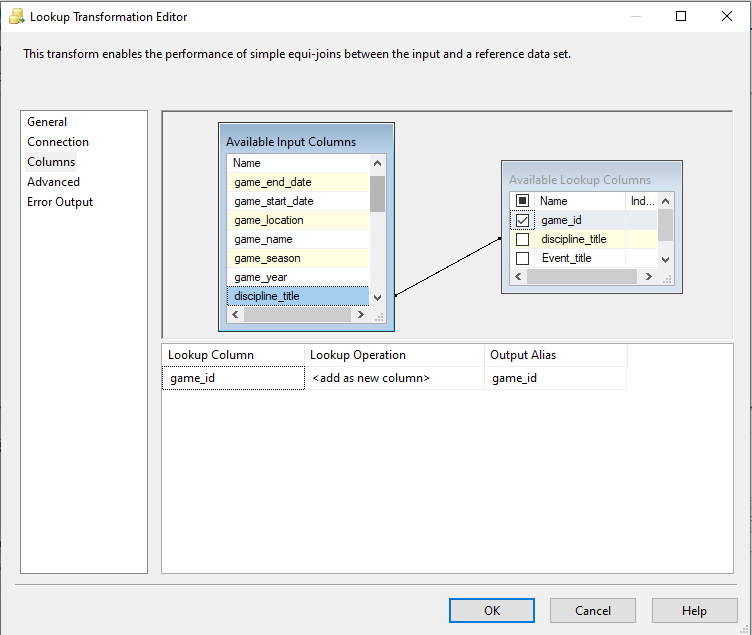 Lookup Transformation Editor
This transform enables the performance of simple equi-joins between the input and a reference data set.
General
Connection
Columns
Advanced
Error Output
Available Input Columns
Name
game_end_date
game_start_date
game_location
game_name
game_season
game_year
discipline_title
Available Lookup Columns
Name Ind...
game_id
discipline_title
Event_title
Lookup Column Lookup Operation Output Alias
game_id <add as new column> game_id
OK Cancel Help